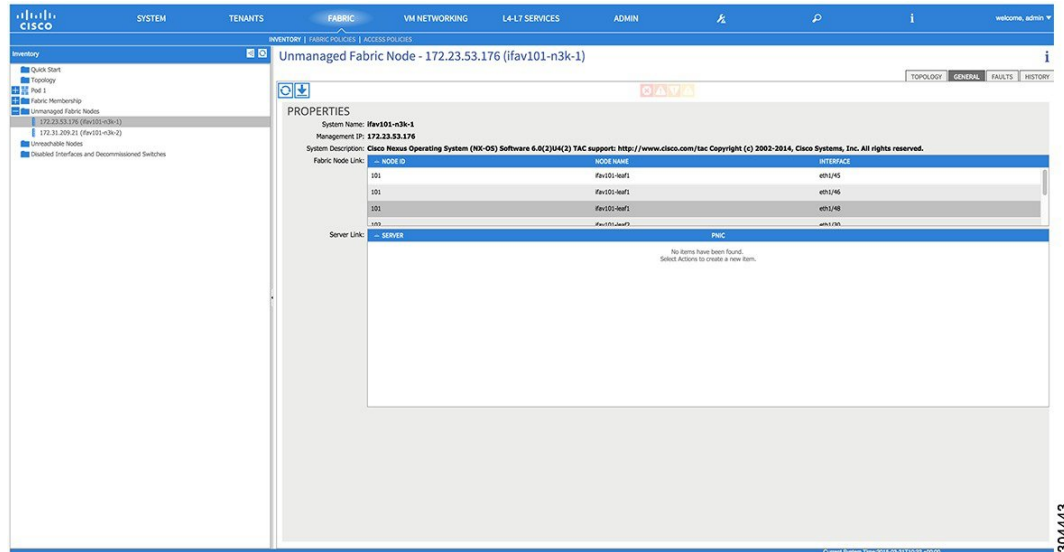 CISCO
SYSTEM TENANTS FABRIC VM NETWORKING L4-L7 SERVICES ADMIN i welcome, admin
INVENTORY | FABRIC POLICIES | ACCESS POLICIES
Inventory
Quick Start
Topology
Pod 1
Fabric Membership
Unmanaged Fabric Nodes
172.23.53.176 (ifav101-n3k-1)
172.31.209.21 (ifav101-n3k-2)
Unreachable Nodes
Disabled Interfaces and Decommissioned Switches
Unmanaged Fabric Node - 172.23.53.176 (ifav101-n3k-1) i
TOPOLOGY GENERAL FAULTS HISTORY
PROPERTIES
System Name: ifav101-n3k-1
Management IP: 172.23.53.176
System Description: Cisco Nexus Operating System (NX-OS) Software 6.0(2)U4(2) TAC support: http://www.cisco.com/tac Copyright (c) 2002-2014, Cisco Systems, Inc. All rights reserved.
Fabric Node Link: NODE ID NODE NAME INTERFACE
101 ifav101-leaf1 eth1/45
101 ifav101-leaf1 eth1/46
101 ifav101-leaf1 eth1/48
Server Link: SERVER PNIC
No items have been found.
Select Actions to create a new item.